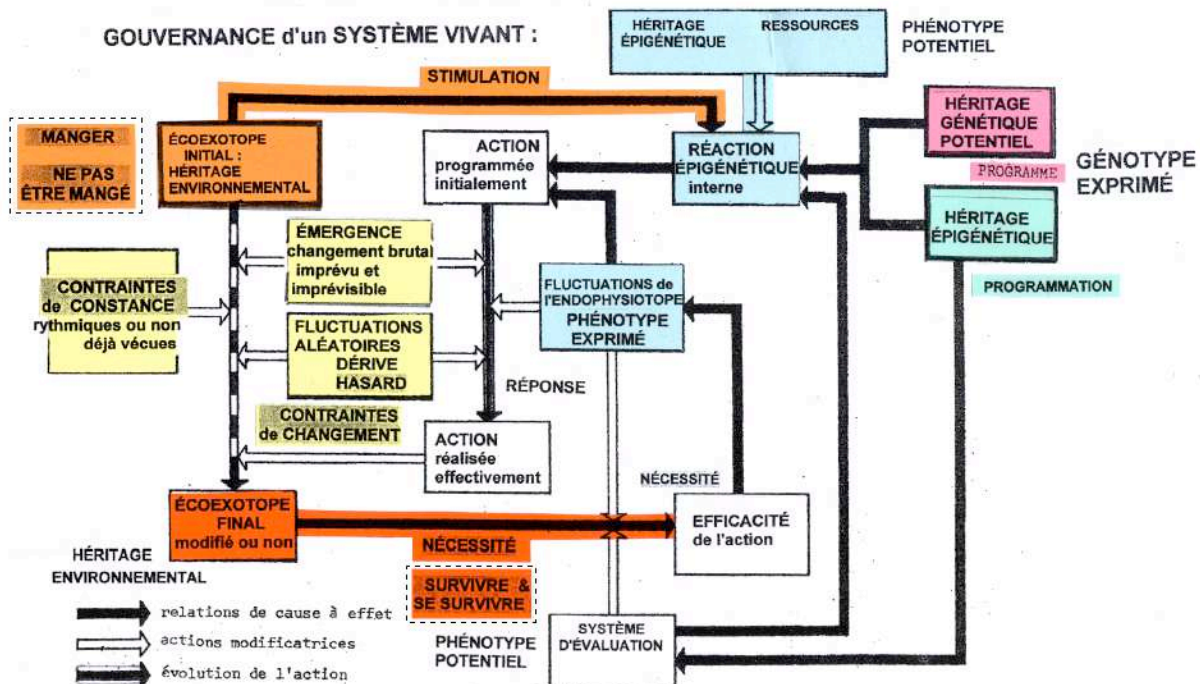 GOUVERNANCE d'un SYSTÈME VIVANT :
HÉRITAGE
ÉPIGÉNÉTIQUE
RESSOURCES
PHÉNOTYPE
POTENTIEL
STIMULATION
MANGER
NE PAS
ÊTRE MANGÉ
ÉCOEXOTOPE
INITIAL :
HÉRITAGE
ENVIRONNEMENTAL
ACTION
programmée
initialement
RÉACTION
ÉPIGÉNÉTIQUE
interne
HÉRITAGE
GÉNÉTIQUE
POTENTIEL
PROGRAMME
GÉNOTYPE
EXPRIMÉ
HÉRITAGE
ÉPIGÉNÉTIQUE
PROGRAMMATION
CONTRAINTES
de CONSTANCE
rythmiques ou non
déjà vécues
ÉMERGENCE
changement brutal
imprévu et
imprévisible
FLUCTUATIONS
ALÉATOIRES
DÉRIVE
HASARD
FLUCTUATIONS de
l'ENDOPHYSIOTOPE
PHÉNOTYPE
EXPRIMÉ
RÉPONSE
CONTRAINTES
de CHANGEMENT
ACTION
réalisée
effectivement
NÉCESSITÉ
EFFICACITÉ
de l'action
ÉCOEXOTOPE
FINAL
modifié ou non
NÉCESSITÉ
SURVIVRE &
SE SURVIVRE
HÉRITAGE
ENVIRONNEMENTAL
relations de cause à effet
actions modificatrices
évolution de l'action
PHÉNOTYPE
POTENTIEL
SYSTÈME
D'ÉVALUATION